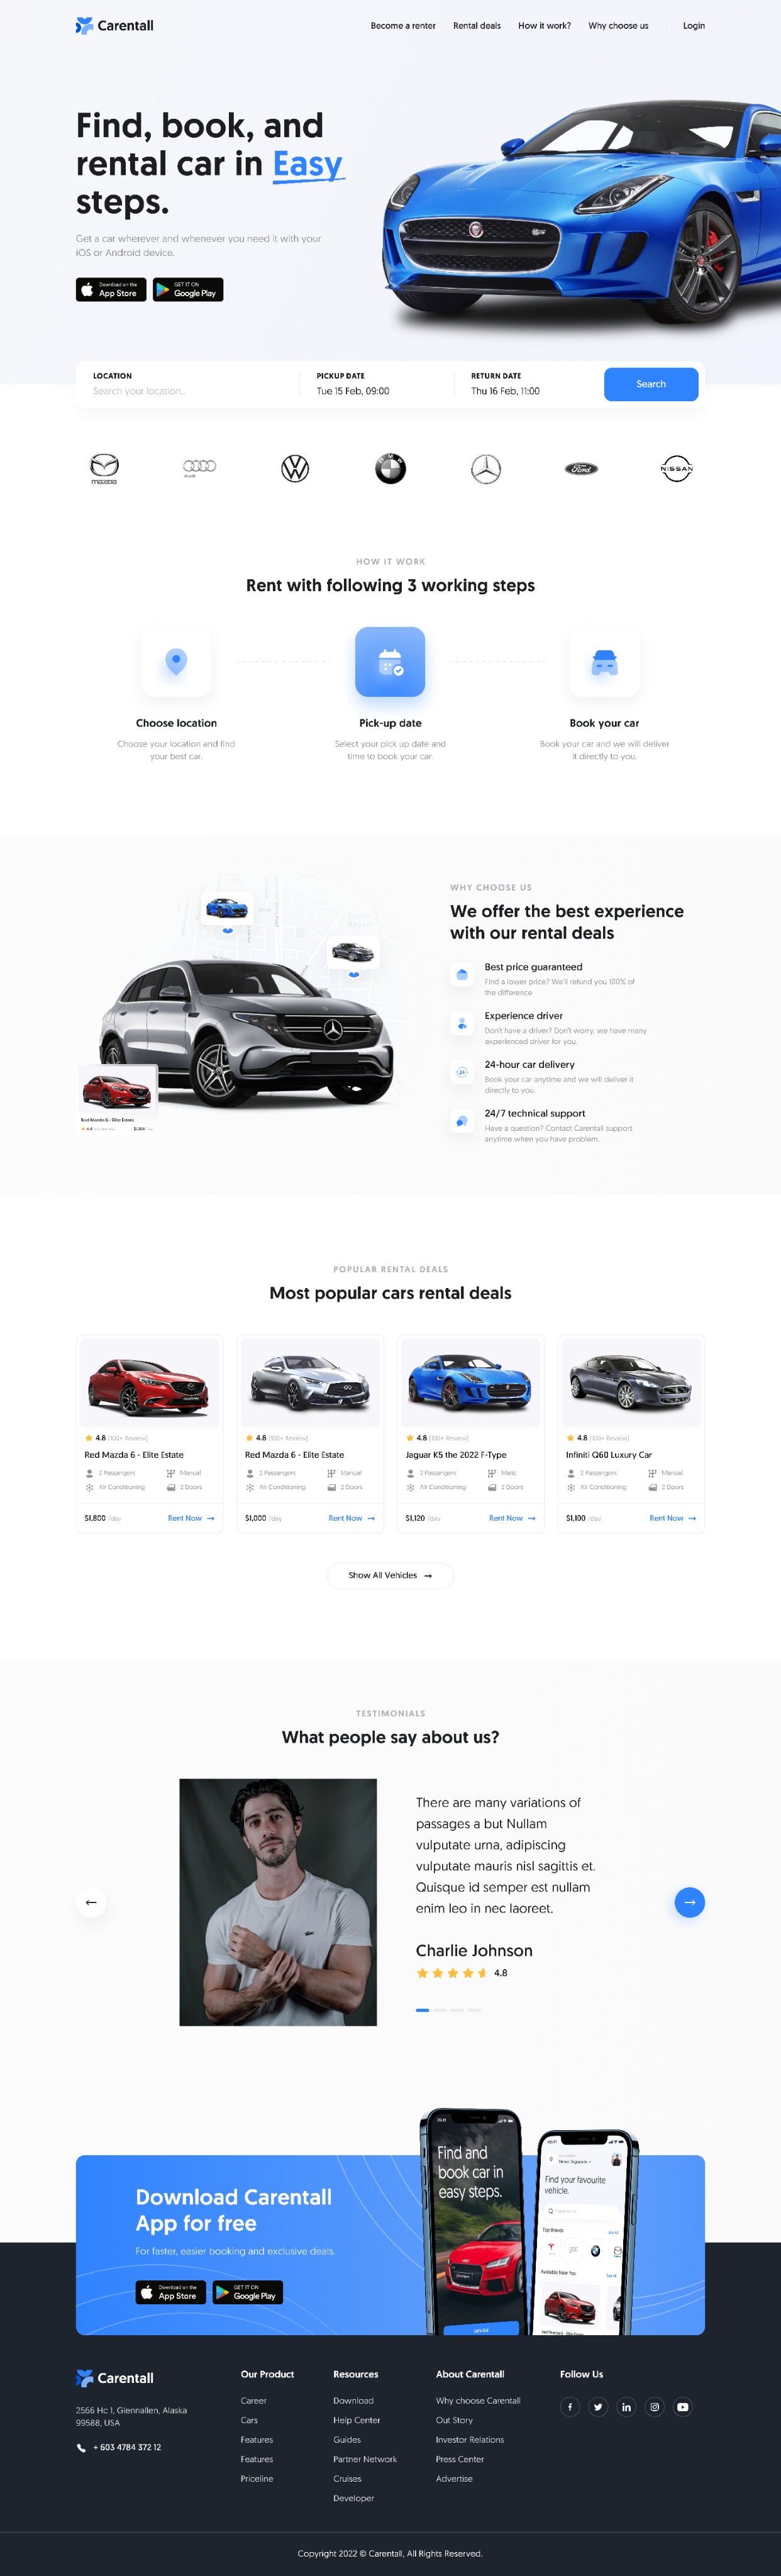 Carentall
Become a renter
Rental deals
How it work?
Why choose us
Login
Find, book, and
rental car in Easy
steps.
Get a car wherever and whenever you need it with your
iOS or Android device.
Download on the
App Store
GET IT ON
Google Play
LOCATION
Search your location..
PICKUP DATE
Tue 15 Feb, 09:00
RETURN DATE
Thu 16 Feb, 11:00
Search
mazda
Audi
BMW
Ford
NISSAN
HOW IT WORK
Rent with following 3 working steps
Choose location
Choose your location and find
your best car.
Pick-up date
Select your pick up date and
time to book your car.
Book your car
Book your car and we will deliver
it directly to you.
Red Mazda 6 - Elite Estate
4.8
WHY CHOOSE US
We offer the best experience
with our rental deals
Best price guaranteed
Find a lower price? We'll refund you 100% of
the difference
Experience driver
Don't have a driver? Don't worry, we have many
experienced driver for you.
24
24-hour car delivery
Book your car anytime and we will deliver it
directly to you.
24/7 technical support
Have a question? Contact Carentall support
anytime when you have problem.
POPULAR RENTAL DEALS
Most popular cars rental deals
4.8 (100+ Review)
Red Mazda 6 - Elite Estate
2 Passangers
Manual
Air Conditioning
2 Doors
$1,800 /day
Rent Now
4.8 (100+ Review)
Red Mazda 6 - Elite Estate
2 Passangers
Manual
Air Conditioning
2 Doors
$1,000 /day
Rent Now
4.8 (100+ Review)
Jaguar K5 the 2022 F-Type
2 Passangers
Matic
Air Conditioning
2 Doors
$1,120 /day
Rent Now
4.8 (100+ Review)
Infiniti Q60 Luxury Car
2 Passangers
Manual
Air Conditioning
2 Doors
$1,100 /day
Rent Now
Show All Vehicles
TESTIMONIALS
What people say about us?
There are many variations of
passages a but Nullam
vulputate urna, adipiscing
vulputate mauris nisl sagittis et.
Quisque id semper est nullam
enim leo in nec laoreet.
Charlie Johnson
4.8
Download Carentall
App for free
For faster, easier booking and exclusive deals.
Download on the
App Store
GET IT ON
Google Play
Find and
book car in
easy steps.
Find your favourite
vehicle.
Top Brands
Available Near You
Carentall
2566 Hc 1, Glennallen, Alaska
99588, USA
+ 603 4784 372 12
Our Product
Career
Cars
Features
Features
Priceline
Resources
Download
Help Center
Guides
Partner Network
Cruises
Developer
About Carentall
Why choose Carentall
Out Story
Investor Relations
Press Center
Advertise
Follow Us
Copyright 2022 © Carentall, All Rights Reserved.